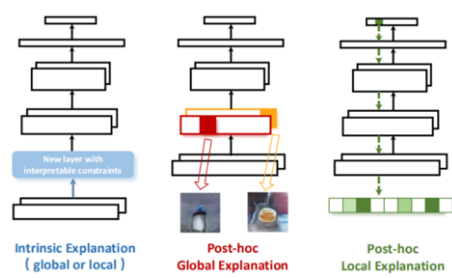 New layer with
interpretable constraints
Intrinsic Explanation
( global or local )
Post-hoc
Global Explanation
Post-hoc
Local Explanation